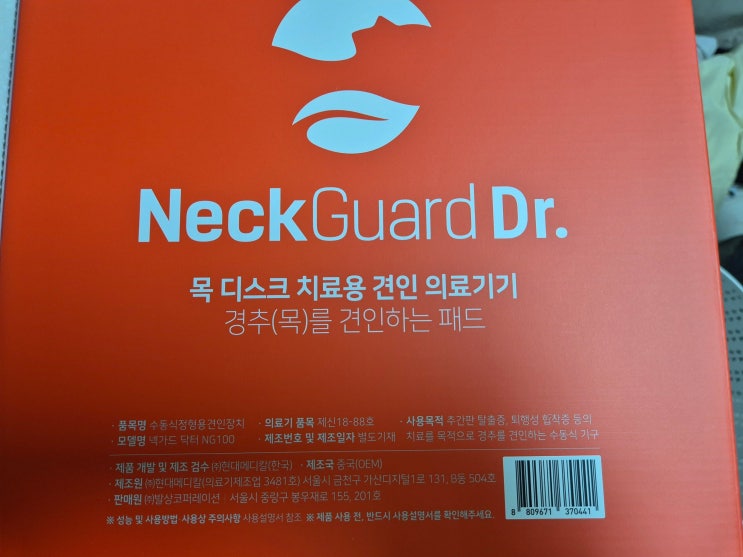 NeckGuard Dr.
목 디스크 치료용 견인 의료기기
경추(목)를 견인하는 패드
· 품목명 수동식정형용견인장치 · 의료기 품목 제신18-88호 · 사용목적 추간판 탈출증, 퇴행성 협착증 등의
· 모델명 넥가드 닥터 NG100 · 제조번호 및 제조일자 별도기재 치료를 목적으로 경추를 견인하는 수동식 기구
· 제품 개발 및 제조 검수 ㈜현대메디칼(한국) · 제조국 중국(OEM)
· 제조원 ㈜현대메디칼(의료기제조업 3481호) 서울시 금천구 가산디지털1로 131, B동 504호
· 판매원 ㈜발상코퍼레이션 | 서울시 중랑구 봉우재로 155, 201호
※ 성능 및 사용방법·사용상 주의사항 사용설명서 참조 ※ 제품 사용 전, 반드시 사용설명서를 확인해주세요.
8 809671 370441